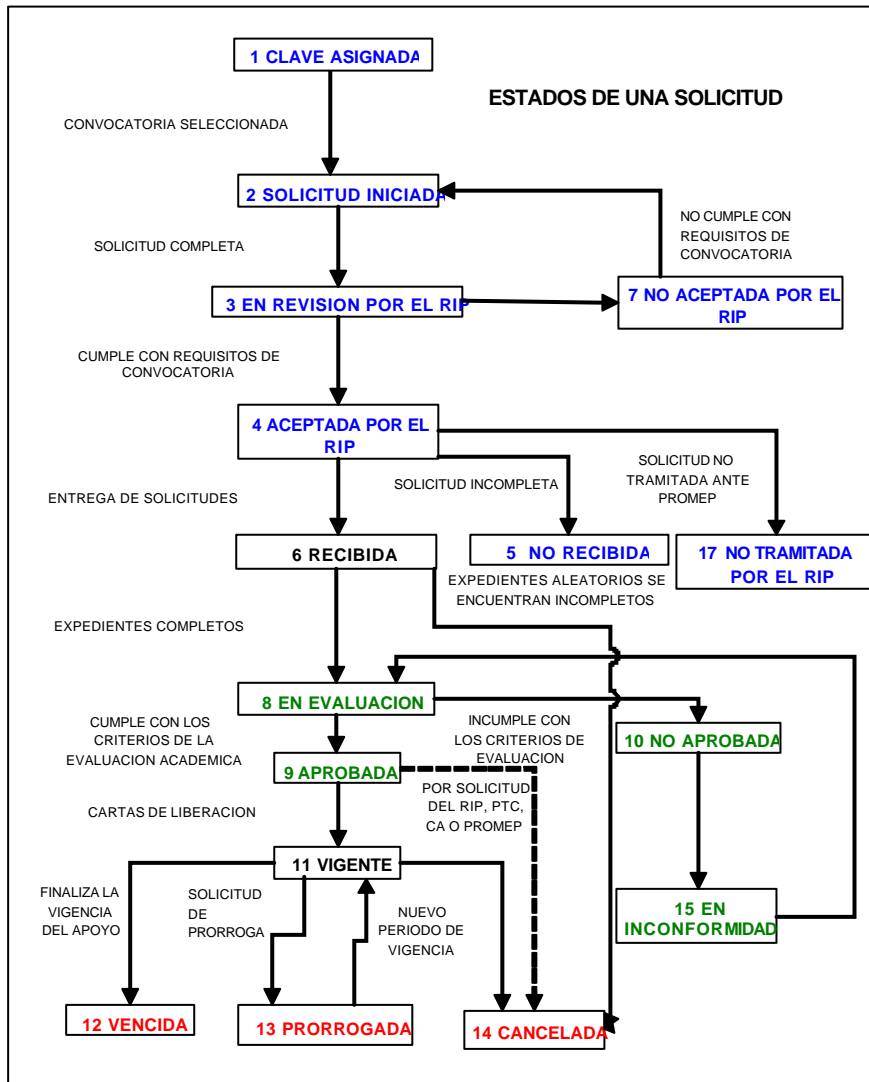 1 CLAVE ASIGNADA
ESTADOS DE UNA SOLICITUD
CONVOCATORIA SELECCIONADA
2 SOLICITUD INICIADA
NO CUMPLE CON
REQUISITOS DE
CONVOCATORIA
SOLICITUD COMPLETA
3 EN REVISION POR EL RIP
7 NO ACEPTADA POR EL
RIP
CUMPLE CON REQUISITOS DE
CONVOCATORIA
4 ACEPTADA POR EL
RIP
SOLICITUD INCOMPLETA
SOLICITUD NO
TRAMITADA ANTE
PROMEP
ENTREGA DE SOLICITUDES
6 RECIBIDA
5 NO RECIBIDA
17 NO TRAMITADA
POR EL RIP
EXPEDIENTES ALEATORIOS SE
ENCUENTRAN INCOMPLETOS
EXPEDIENTES COMPLETOS
8 EN EVALUACION
CUMPLE CON LOS
CRITERIOS DE LA
EVALUACION ACADEMICA
INCUMPLE CON
LOS CRITERIOS DE
EVALUACION
10 NO APROBADA
9 APROBADA
POR SOLICITUD
DEL RIP, PTC,
CA O PROMEP
CARTAS DE LIBERACION
11 VIGENTE
FINALIZA LA
VIGENCIA
DEL APOYO
SOLICITUD
DE
PRORROGA
NUEVO
PERIODO DE
VIGENCIA
15 EN
INCONFORMIDAD
12 VENCIDA
13 PRORROGADA
14 CANCELADA